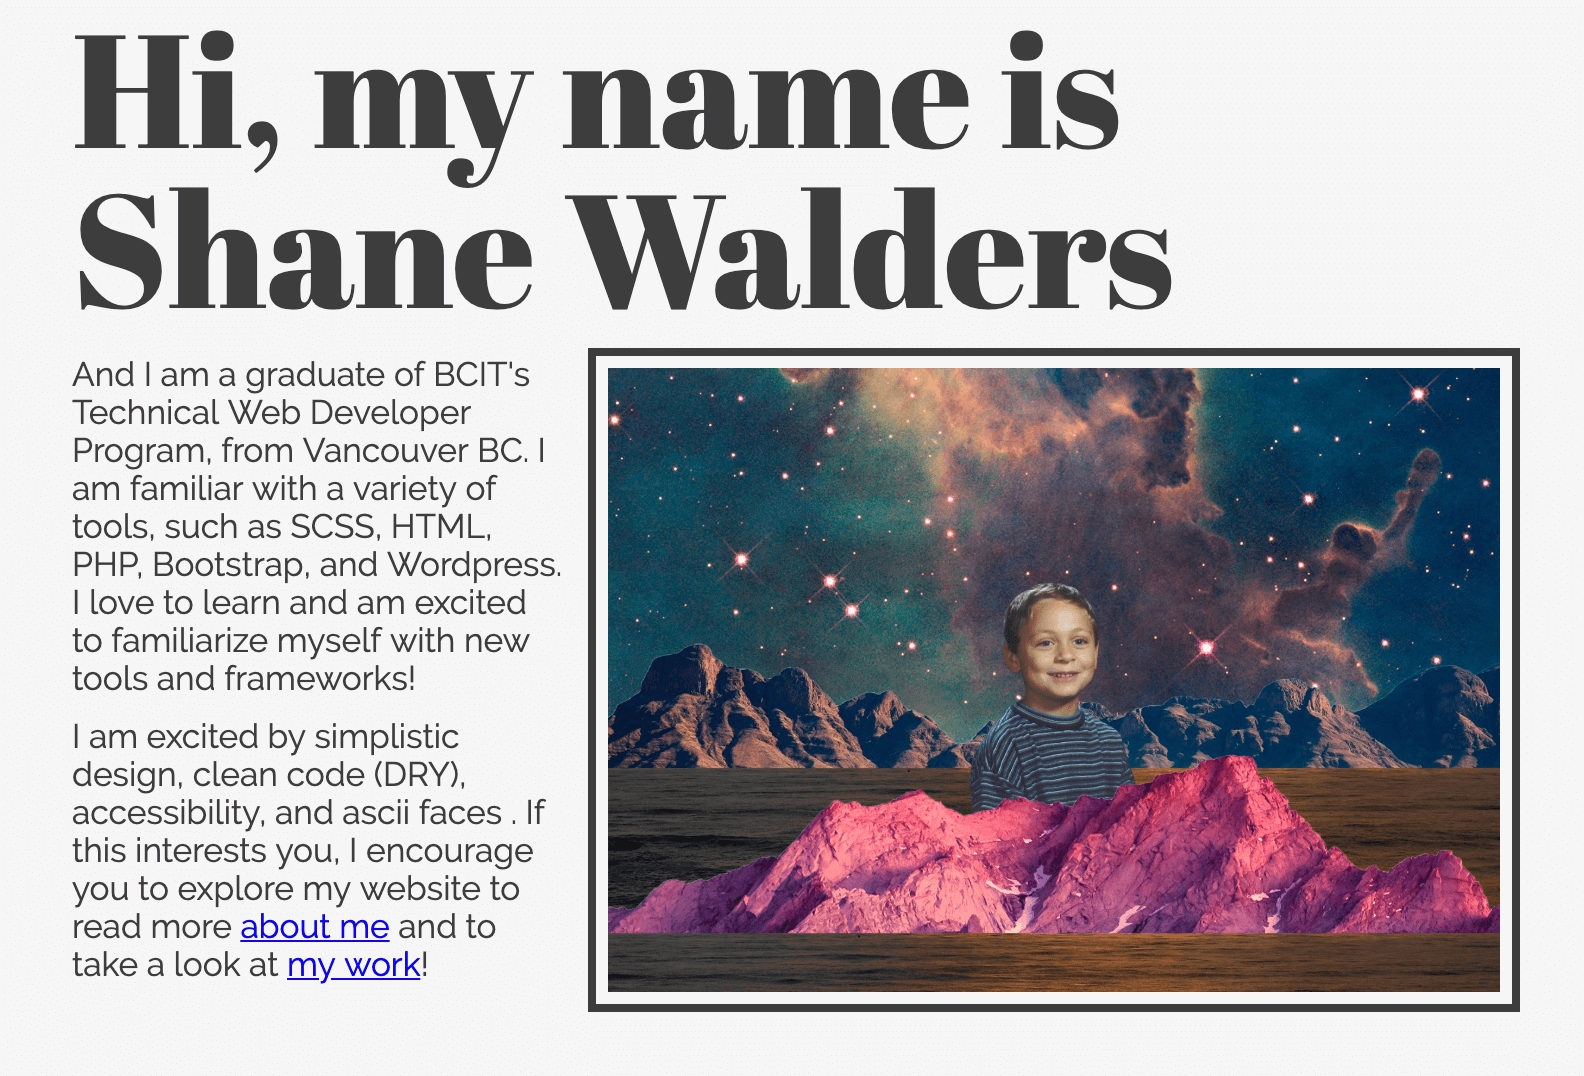 Hi, my name is
Shane Walders
And I am a graduate of BCIT's
Technical Web Developer
Program, from Vancouver BC. I
am familiar with a variety of
tools, such as SCSS, HTML,
PHP, Bootstrap, and Wordpress.
I love to learn and am excited
to familiarize myself with new
tools and frameworks!
I am excited by simplistic
design, clean code (DRY),
accessibility, and ascii faces . If
this interests you, I encourage
you to explore my website to
read more about me and to
take a look at my work!